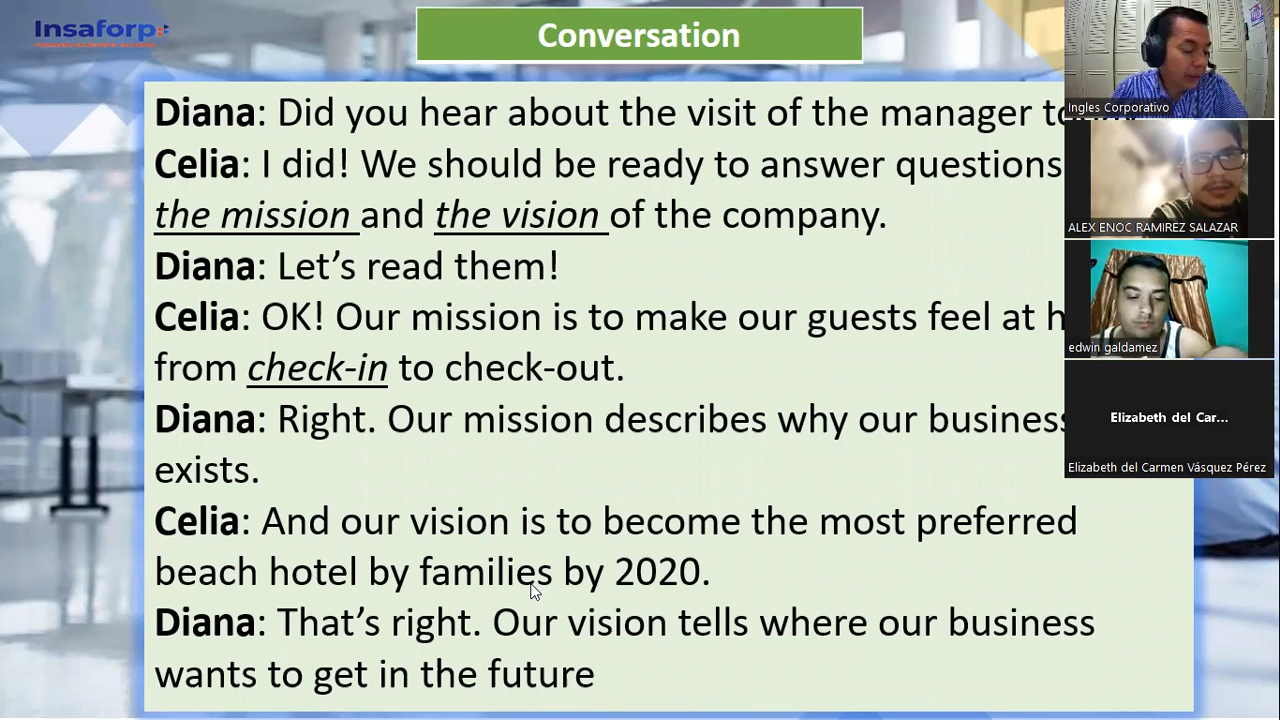 Insaforp
Conversation
Diana: Did you hear about the visit of the manager
Celia: I did! We should be ready to answer questions
the mission and the vision of the company.
Diana: Let's read them!
Celia: OK! Our mission is to make our guests feel at
from check-in to check-out.
Diana: Right. Our mission describes why our business
exists.
Celia: And our vision is to become the most preferred
beach hotel by families by 2020.
Diana: That's right. Our vision tells where our business
wants to get in the future
Ingles Corporativo
ALEX ENOC RAMIREZ SALAZAR
edwin galdamez
Elizabeth del Car...
Elizabeth del Carmen Vásquez Pérez